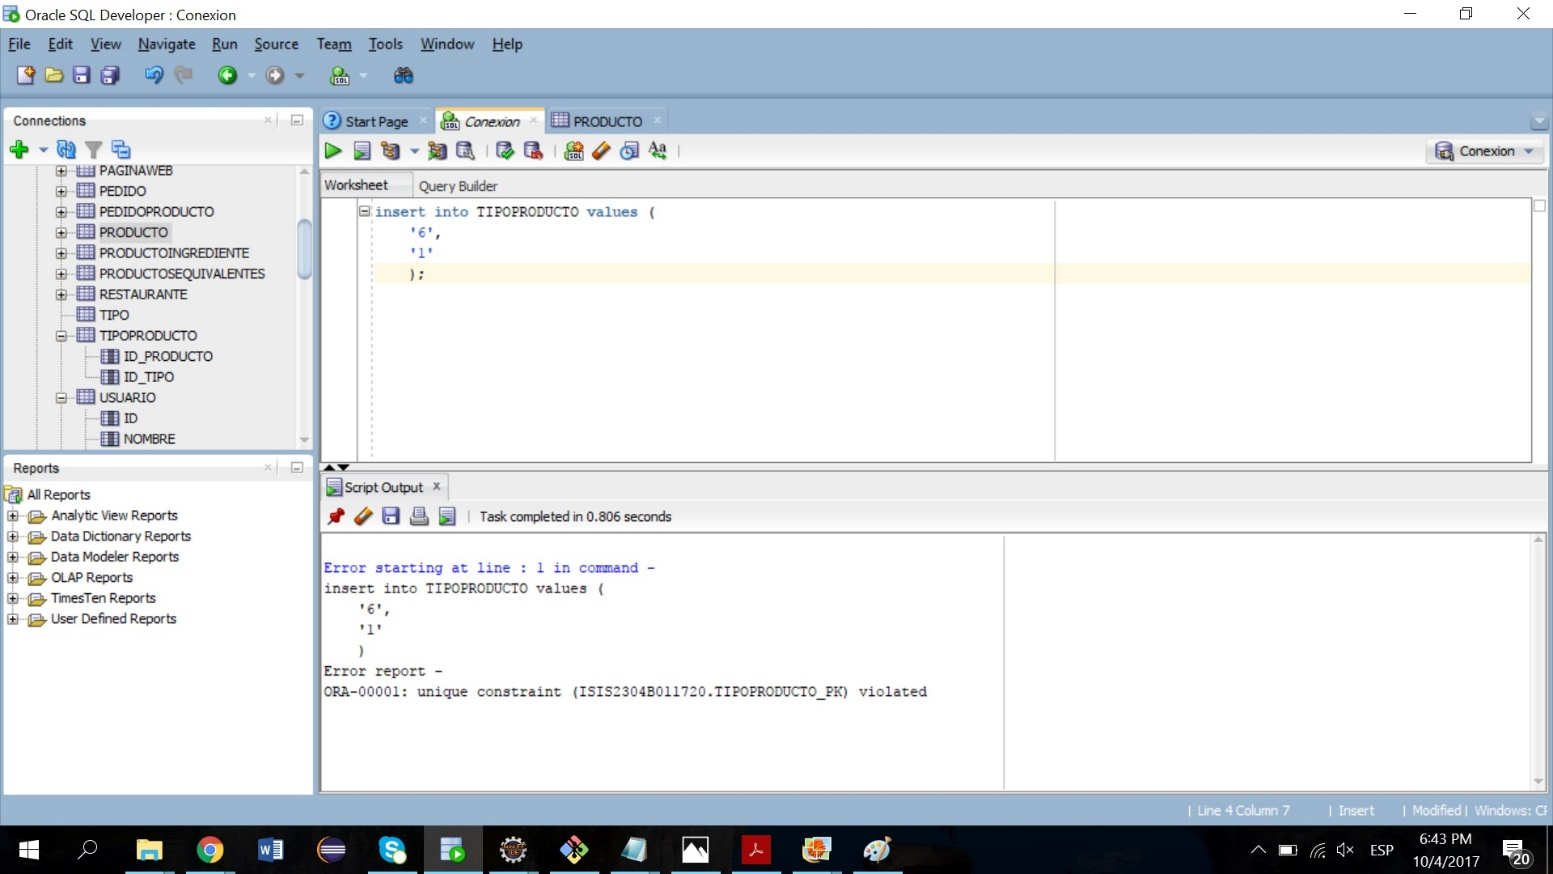 Oracle SQL Developer : Conexion
File Edit View Navigate Run Source Team Tools Window Help
Connections
PAGINAWEB
PEDIDO
PEDIDOPRODUCTO
PRODUCTO
PRODUCTOINGREDIENTE
PRODUCTOSEQUIVALENTES
RESTAURANTE
TIPO
TIPOPRODUCTO
ID_PRODUCTO
ID_TIPO
USUARIO
ID
NOMBRE
Reports
All Reports
Analytic View Reports
Data Dictionary Reports
Data Modeler Reports
OLAP Reports
TimesTen Reports
User Defined Reports
Start Page Conexion PRODUCTO
Conexion
Worksheet Query Builder
insert into TIPOPRODUCTO values (
'6',
'1'
);
Script Output
Task completed in 0.806 seconds
Error starting at line : 1 in command -
insert into TIPOPRODUCTO values (
'6',
'1'
)
Error report -
ORA-00001: unique constraint (ISIS2304B011720.TIPOPRODUCTO_PK) violated
Line 4 Column 7 | Insert | Modified | Windows: CF
ESP
6:43 PM
10/4/2017
20